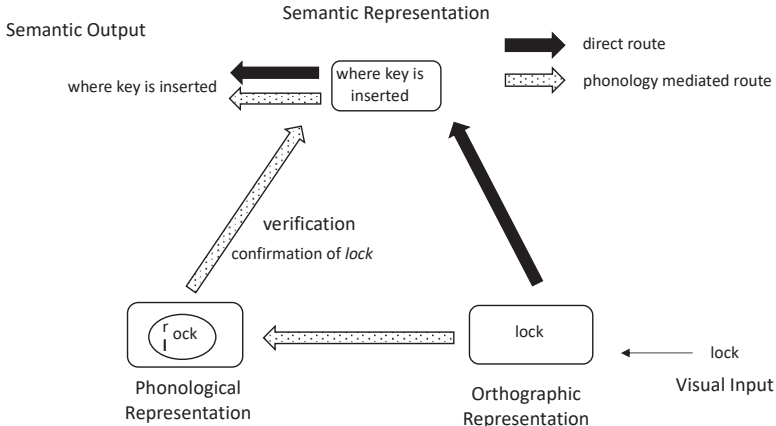 Semantic Representation
Semantic Output
direct route
where key is
inserted
where key is inserted
phonology mediated route
verification
confirmation of lock
r
l ock
lock
lock
Visual Input
Phonological
Representation
Orthographic
Representation